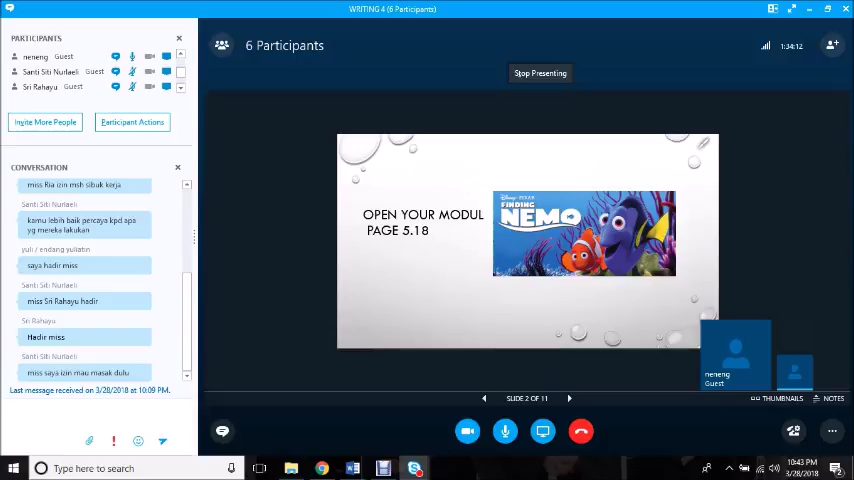 WRITING 4 (6 Participants)
PARTICIPANTS
neneng Guest
Santi Siti Nurlaeli Guest
Sri Rahayu Guest
Invite More People
Participant Actions
CONVERSATION
miss Ria izin msh sibuk kerja
Santi Siti Nurlaeli
kamu lebih baik percaya kpd apa
yg mereka lakukan
yuli / endang yuliatin
saya hadir miss
Santi Siti Nurlaeli
miss Sri Rahayu hadir
Sri Rahayu
Hadir miss
Santi Siti Nurlaeli
miss saya izin mau masak dulu
Last message received on 3/28/2018 at 10:09 PM.
6 Participants
1:34:12
Stop Presenting
OPEN YOUR MODUL
PAGE 5.18
Disney · PIXAR
FINDING
NEMO
neneng
Guest
SLIDE 2 OF 11
THUMBNAILS
NOTES
Type here to search
10:43 PM
3/28/2018
2